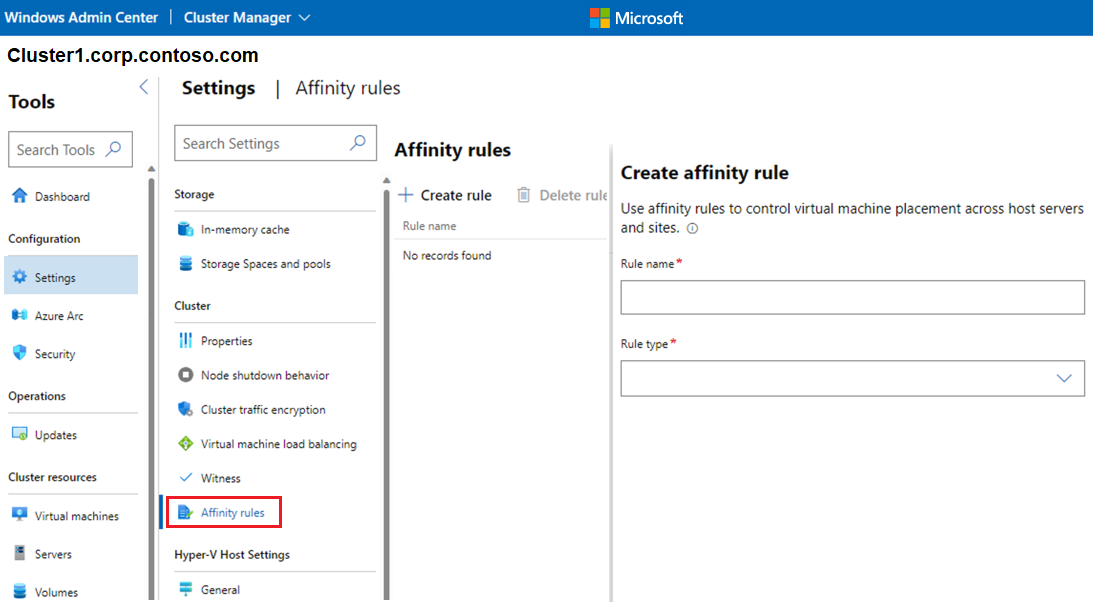 Windows Admin Center | Cluster Manager
Microsoft
Cluster1.corp.contoso.com
Tools
Search Tools
Dashboard
Configuration
Settings
Azure Arc
Security
Operations
Updates
Cluster resources
Virtual machines
Servers
Volumes
Settings | Affinity rules
Search Settings
Storage
In-memory cache
Storage Spaces and pools
Cluster
Properties
Node shutdown behavior
Cluster traffic encryption
Virtual machine load balancing
Witness
Affinity rules
Hyper-V Host Settings
General
Affinity rules
Create rule
Delete rule
Rule name
No records found
Create affinity rule
Use affinity rules to control virtual machine placement across host servers
and sites.
Rule name*
Rule type*